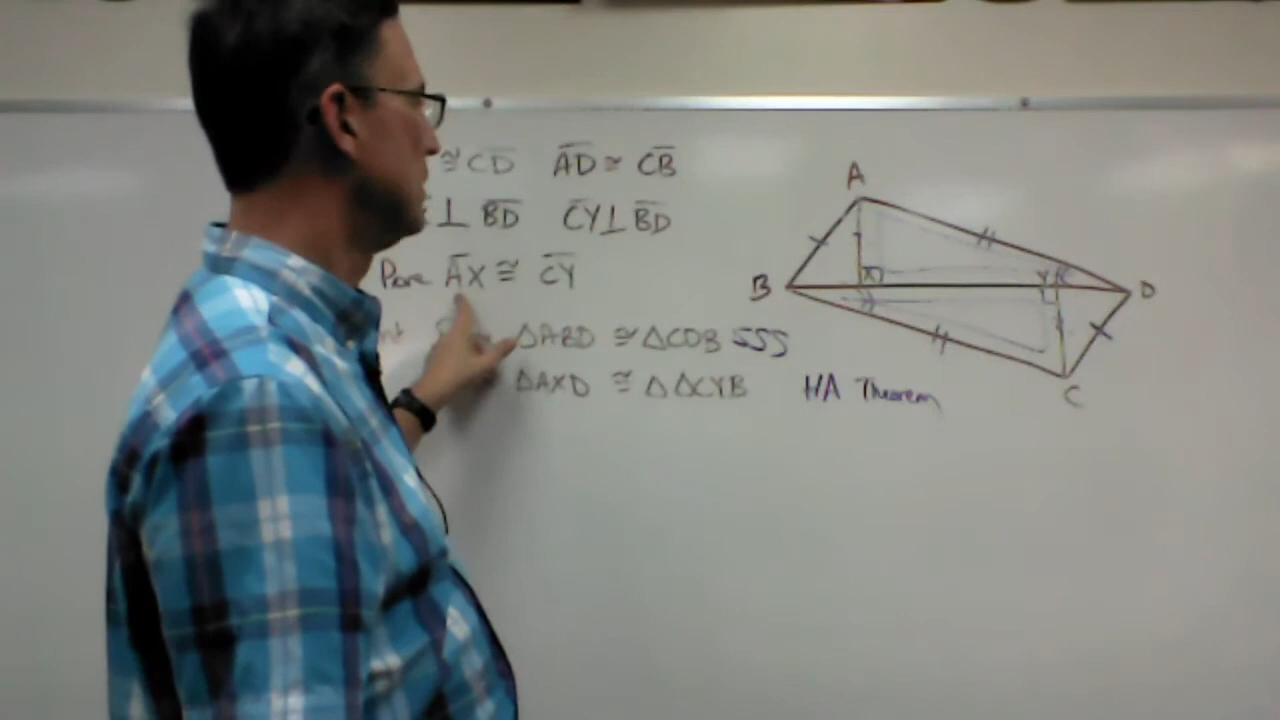 ≅ C̅D̅ A̅D̅ ≅ C̅B̅
⊥ B̅D̅ C̅Y̅ ⊥ B̅D̅
Prove A̅X̅ ≅ C̅Y̅
△ABD ≅ △CDB SSS
△AXD ≅ △ △CYB HA Theorem
A
B
X
Y
D
C